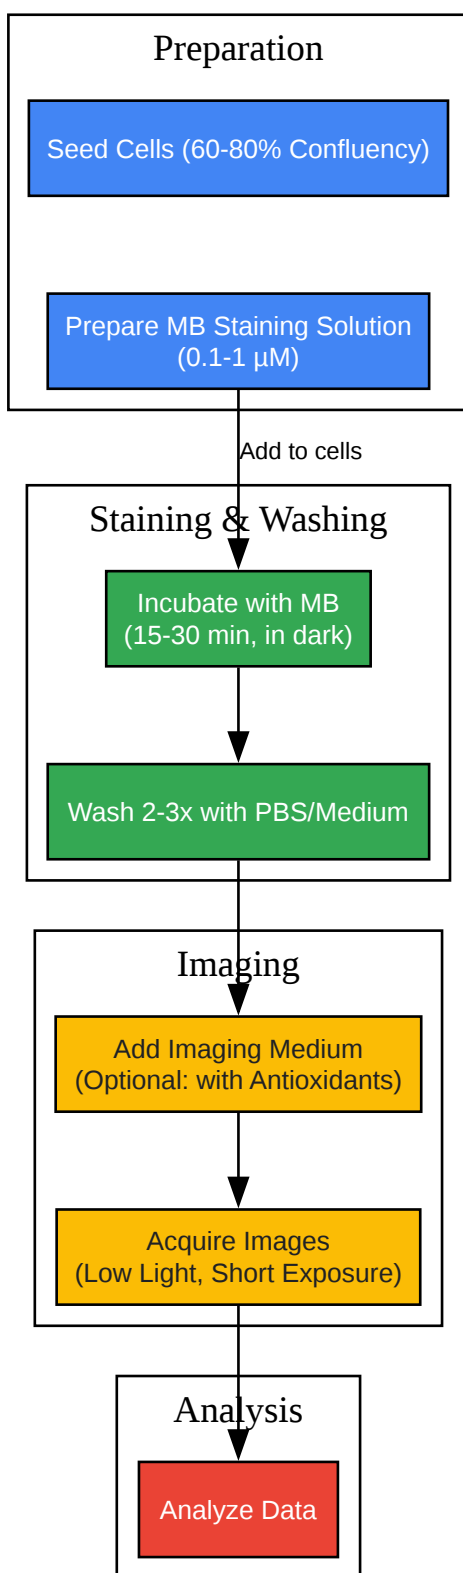 Preparation
Seed Cells (60-80% Confluency)
Prepare MB Staining Solution
(0.1-1 µM)
Add to cells
Staining & Washing
Incubate with MB
(15-30 min, in dark)
Wash 2-3x with PBS/Medium
Imaging
Add Imaging Medium
(Optional: with Antioxidants)
Acquire Images
(Low Light, Short Exposure)
Analysis
Analyze Data